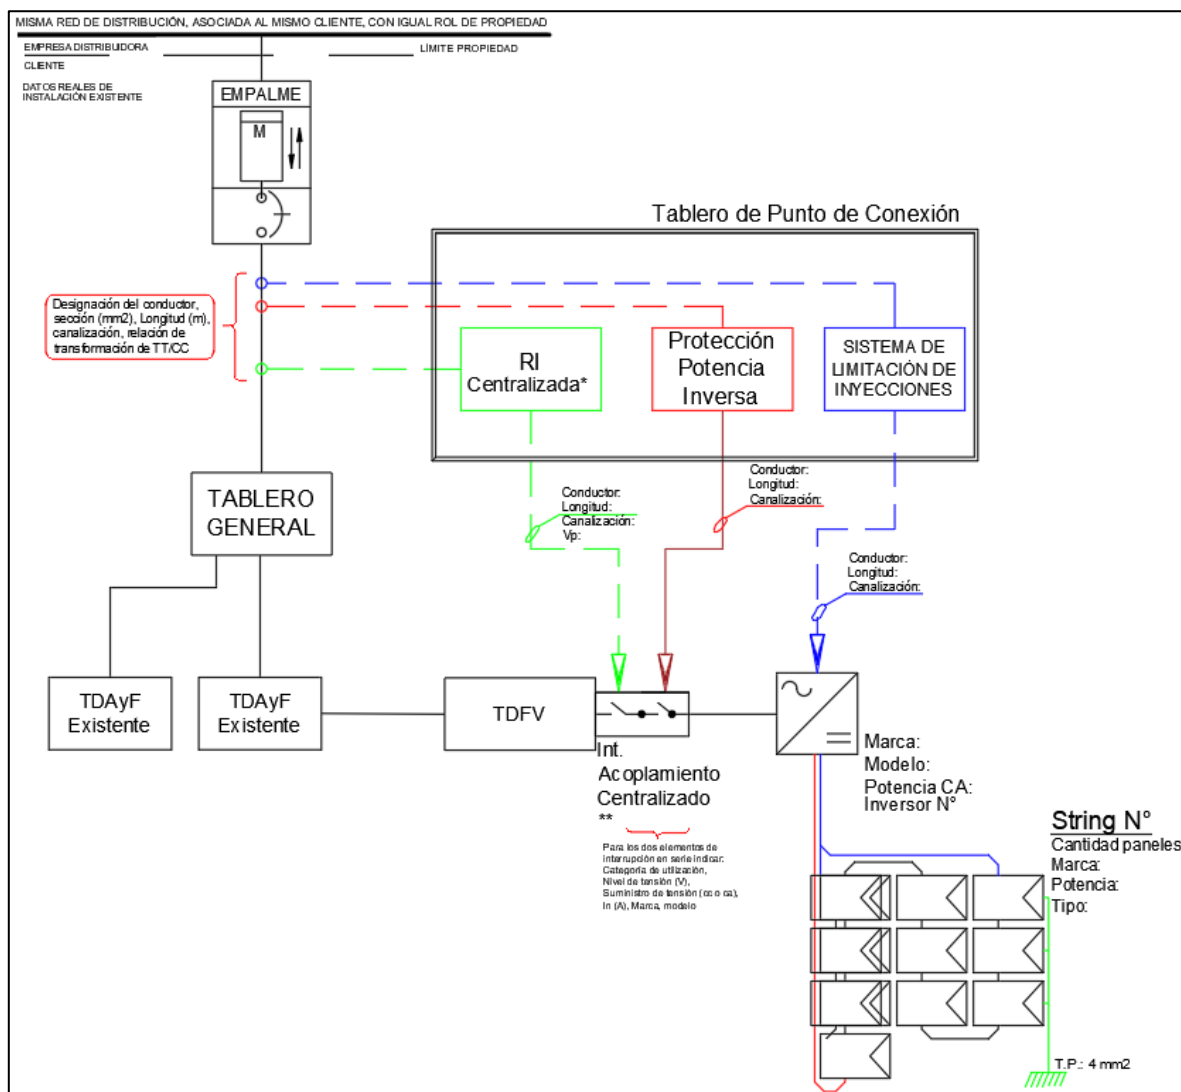 MISMA RED DE DISTRIBUCIÓN, ASOCIADA AL MISMO CLIENTE, CON IGUAL ROL DE PROPIEDAD
EMPRESA DISTRIBUIDORA
LÍMITE PROPIEDAD
CLIENTE
DATOS REALES DE
INSTALACIÓN EXISTENTE
EMPALME
M
Tablero de Punto de Conexión
Designación del conductor,
sección (mm2), Longitud (m),
canalización, relación de
transformación de TT/CC
RI
Centralizada*
Protección
Potencia
Inversa
SISTEMA DE
LIMITACIÓN DE
INYECCIONES
TABLERO
GENERAL
Conductor:
Longitud:
Canalización:
Vp:
Conductor:
Longitud:
Canalización:
Conductor:
Longitud:
Canalización:
TDAyF
Existente
TDAyF
Existente
TDFV
Int.
Acoplamiento
Centralizado
**
Para los dos elementos de
interrupción en serie indicar:
Categoría de utilización,
Nivel de tensión (V),
Suministro de tensión (cc o ca),
In (A), Marca, modelo
Marca:
Modelo:
Potencia CA:
Inversor N°
String N°
Cantidad paneles
Marca:
Potencia:
Tipo:
T.P.: 4 mm2